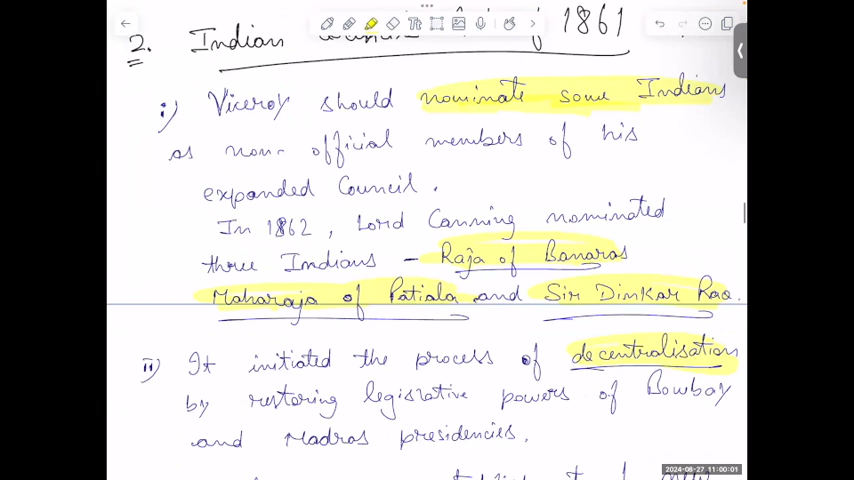 2. Indian of 1861
i) Viceroy should nominate some Indians
as non-official members of his
expanded Council.
In 1862, Lord Canning nominated
three Indians - Raja of Banaras
Maharaja of Patiala and Sir Dinkar Rao.
ii) It initiated the process of decentralisation
by restoring legislative powers of Bombay
and Madras presidencies.
2024-08-27 11:00:01